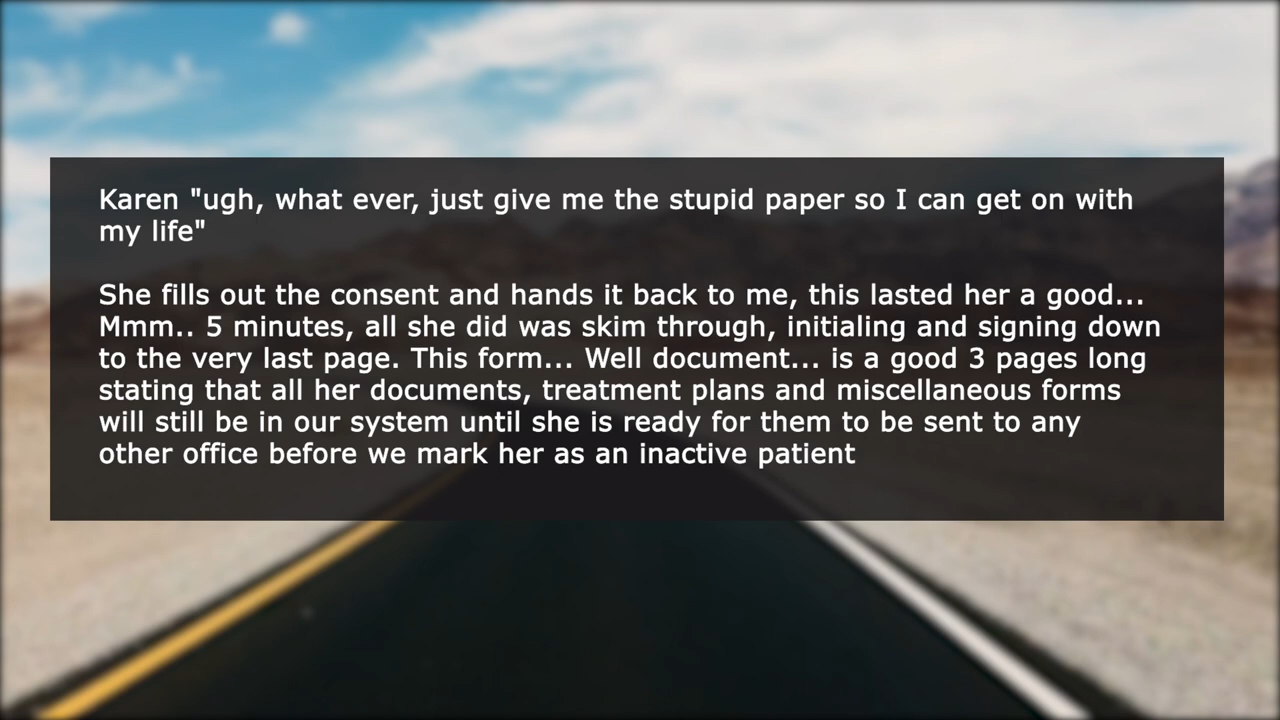 Karen "ugh, what ever, just give me the stupid paper so I can get on with
my life"
She fills out the consent and hands it back to me, this lasted her a good...
Mmm.. 5 minutes, all she did was skim through, initialing and signing down
to the very last page. This form... Well document... is a good 3 pages long
stating that all her documents, treatment plans and miscellaneous forms
will still be in our system until she is ready for them to be sent to any
other office before we mark her as an inactive patient